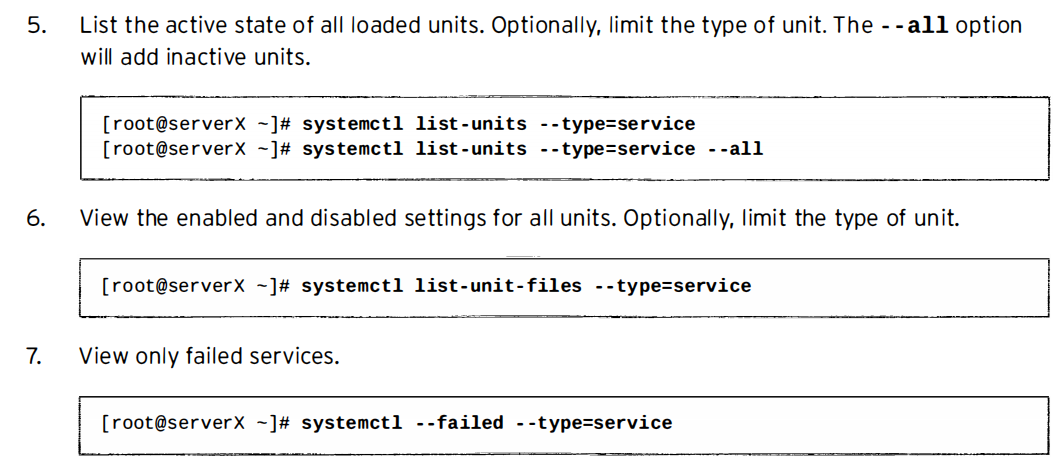 5. List the active state of all loaded units. Optionally, limit the type of unit. The --all option
will add inactive units.
[root@serverX ~]# systemctl list-units --type=service
[root@serverX ~]# systemctl list-units --type=service --all
6. View the enabled and disabled settings for all units. Optionally, limit the type of unit.
[root@serverX ~]# systemctl list-unit-files --type=service
7. View only failed services.
[root@serverX ~]# systemctl --failed --type=service